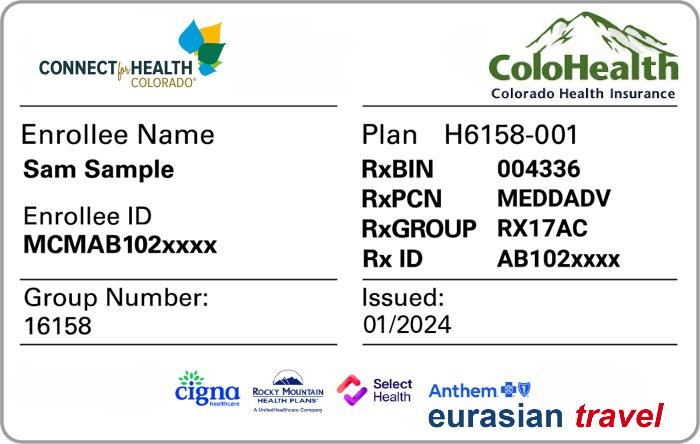 CONNECT for HEALTH
COLORADO®
ColoHealth
Colorado Health Insurance
Enrollee Name
Sam Sample
Enrollee ID
MCMAB102xxxx
Plan H6158-001
RxBIN 004336
RxPCN MEDDADV
RxGROUP RX17AC
Rx ID AB102xxxx
Group Number:
16158
Issued:
01/2024
cigna
healthcare
ROCKY MOUNTAIN
HEALTH PLANS®
A UnitedHealthcare Company
Select
Health
Anthem
eurasian travel